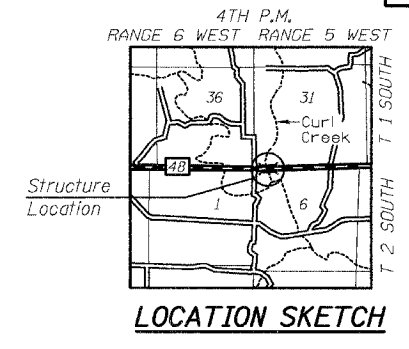 4TH P.M.
RANGE 6 WEST RANGE 5 WEST
36
31
T 1 SOUTH
Curl
Creek
48
Structure
Location
1
6
T 2 SOUTH
LOCATION SKETCH